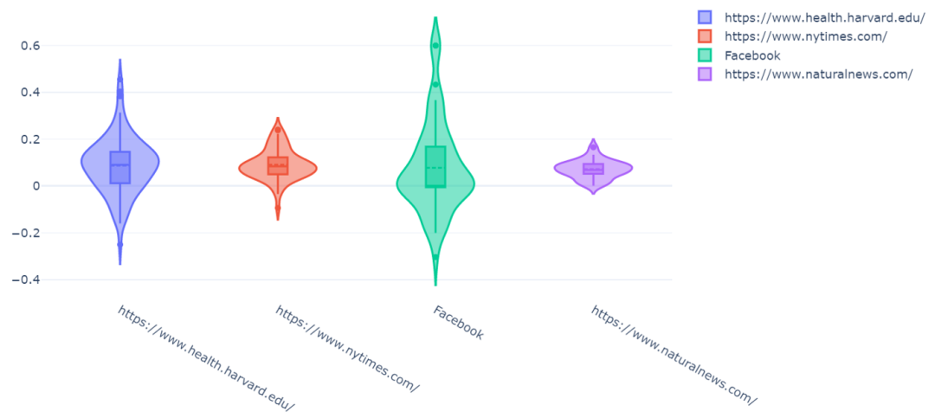 https://www.health.harvard.edu/
https://www.nytimes.com/
Facebook
https://www.naturalnews.com/
0.6
0.4
0.2
0
−0.2
−0.4
https://www.health.harvard.edu/
https://www.nytimes.com/
Facebook
https://www.naturalnews.com/